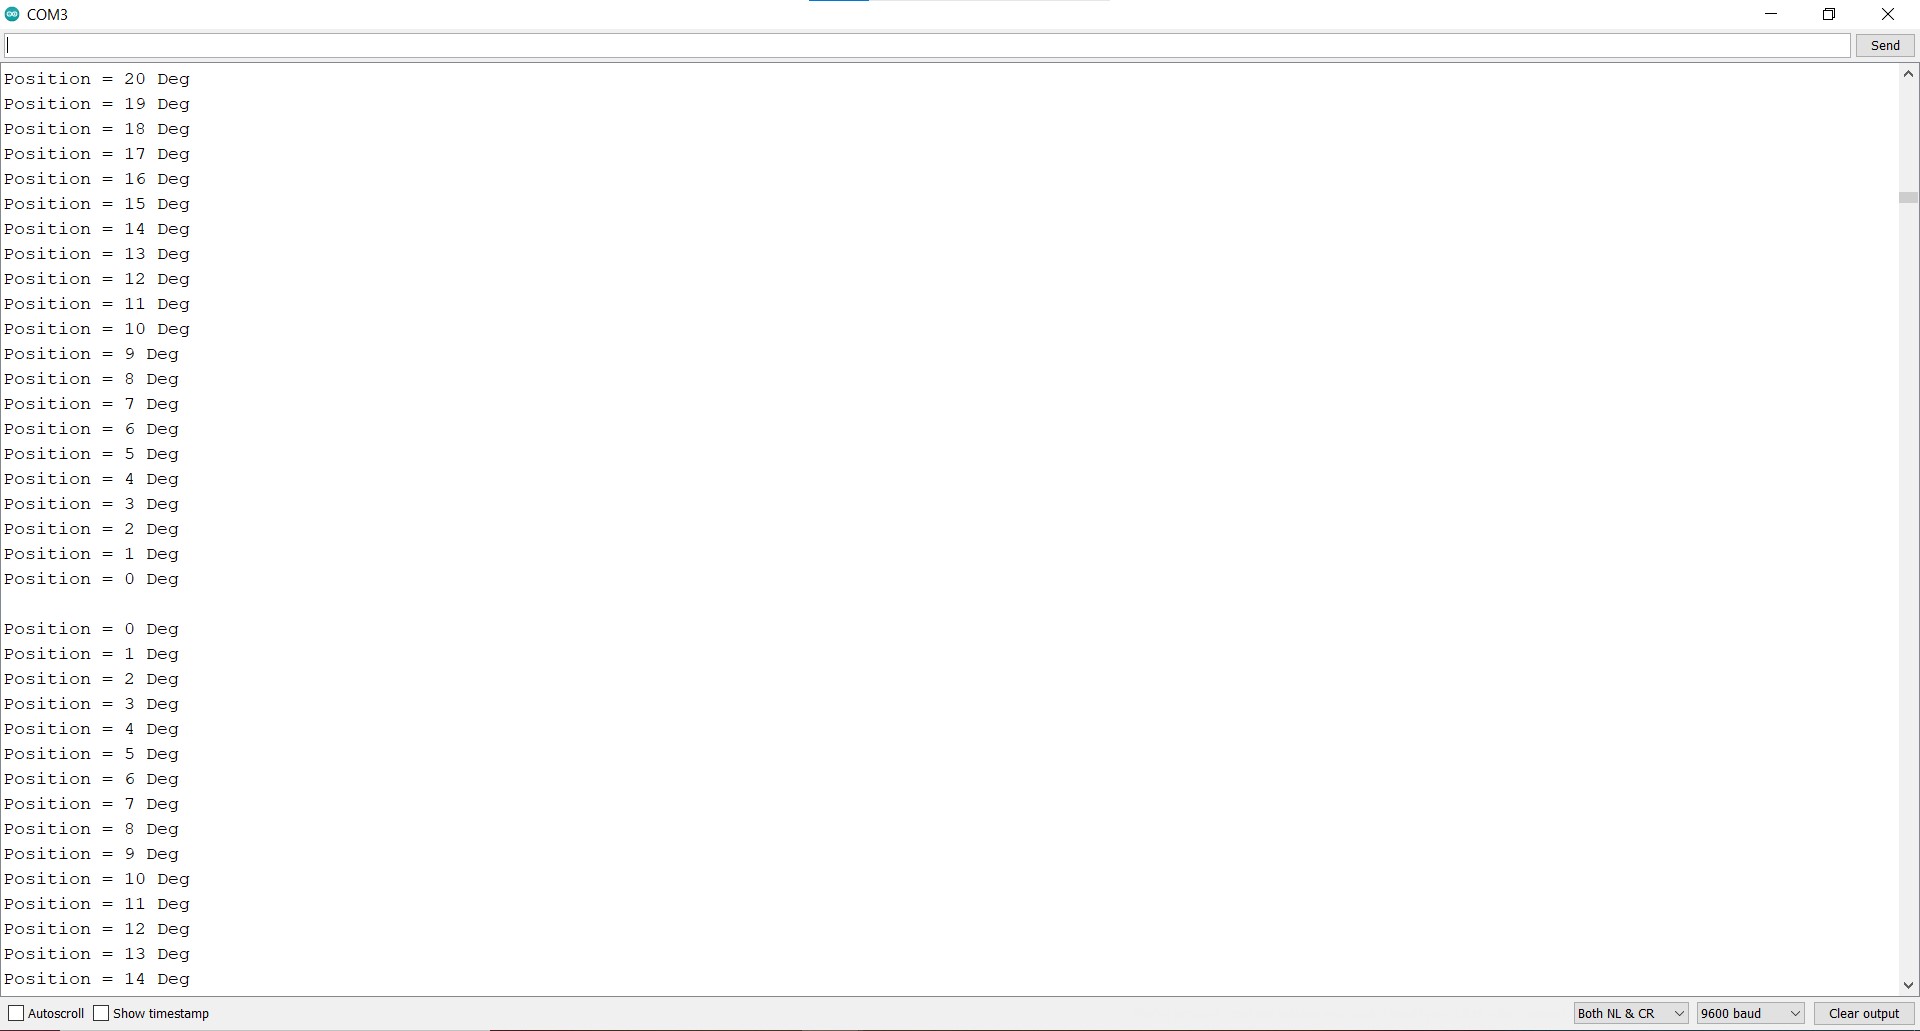 COM3
Send
Position = 20 Deg
Position = 19 Deg
Position = 18 Deg
Position = 17 Deg
Position = 16 Deg
Position = 15 Deg
Position = 14 Deg
Position = 13 Deg
Position = 12 Deg
Position = 11 Deg
Position = 10 Deg
Position = 9 Deg
Position = 8 Deg
Position = 7 Deg
Position = 6 Deg
Position = 5 Deg
Position = 4 Deg
Position = 3 Deg
Position = 2 Deg
Position = 1 Deg
Position = 0 Deg
Position = 0 Deg
Position = 1 Deg
Position = 2 Deg
Position = 3 Deg
Position = 4 Deg
Position = 5 Deg
Position = 6 Deg
Position = 7 Deg
Position = 8 Deg
Position = 9 Deg
Position = 10 Deg
Position = 11 Deg
Position = 12 Deg
Position = 13 Deg
Position = 14 Deg
Autoscroll Show timestamp Both NL & CR 9600 baud Clear output